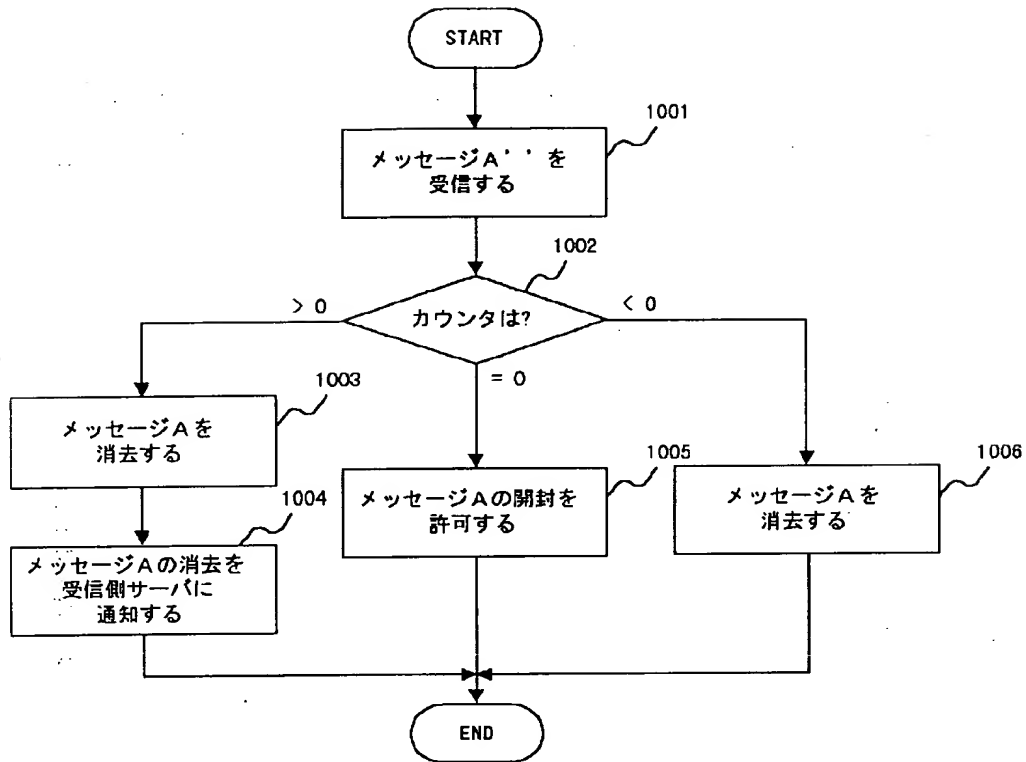 START
1001
メッセージA''を
受信する
1002
> 0
カウンタは?
< 0
= 0
1003
メッセージAを
消去する
1004
メッセージAの消去を
受信側サーバに
通知する
1005
メッセージAの開封を
許可する
1006
メッセージAを
消去する
END